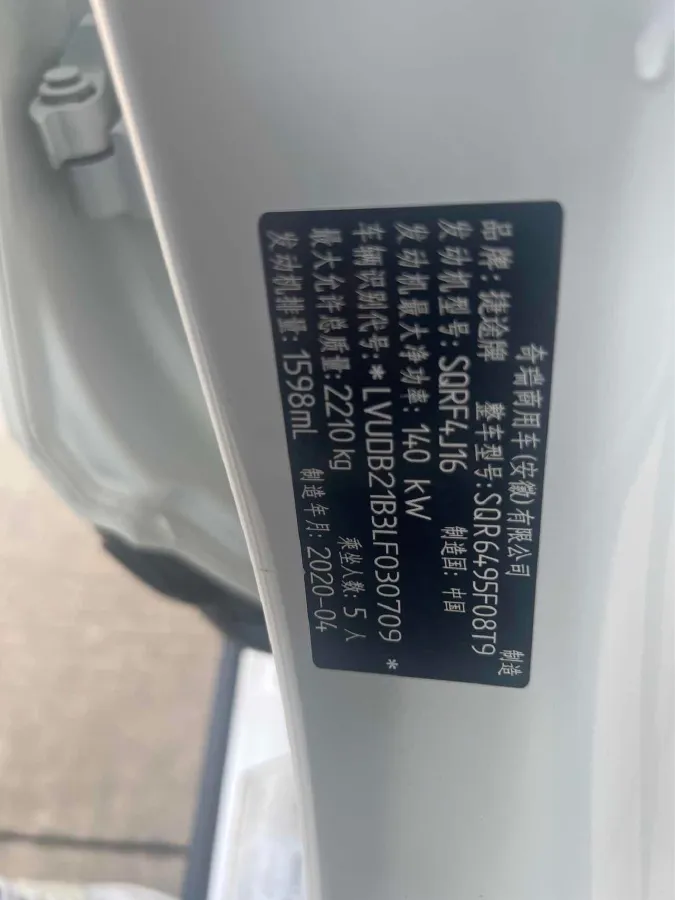 奇瑞商用车(安徽)有限公司 制造
品牌: 捷途牌 整车型号: SQR6495F08T9
发动机型号: SQRF4J16 制造国: 中国
发动机最大净功率: 140 kW
车辆识别代号: *LVUDB21B3LF030709*
最大允许总质量: 2210kg 乘坐人数: 5 人
发动机排量: 1598mL 制造年月: 2020-04